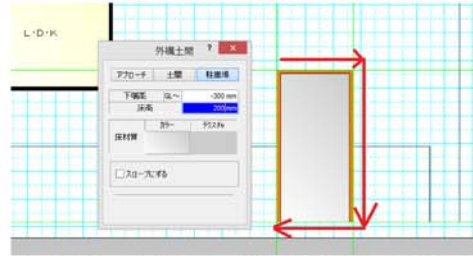 L・D・K
外構土間 ? ×
アプローチ 土間 駐車場
下端高 GL～ -300 mm
床高 200 mm
カラー テクスチャ
床材質
スロープにする